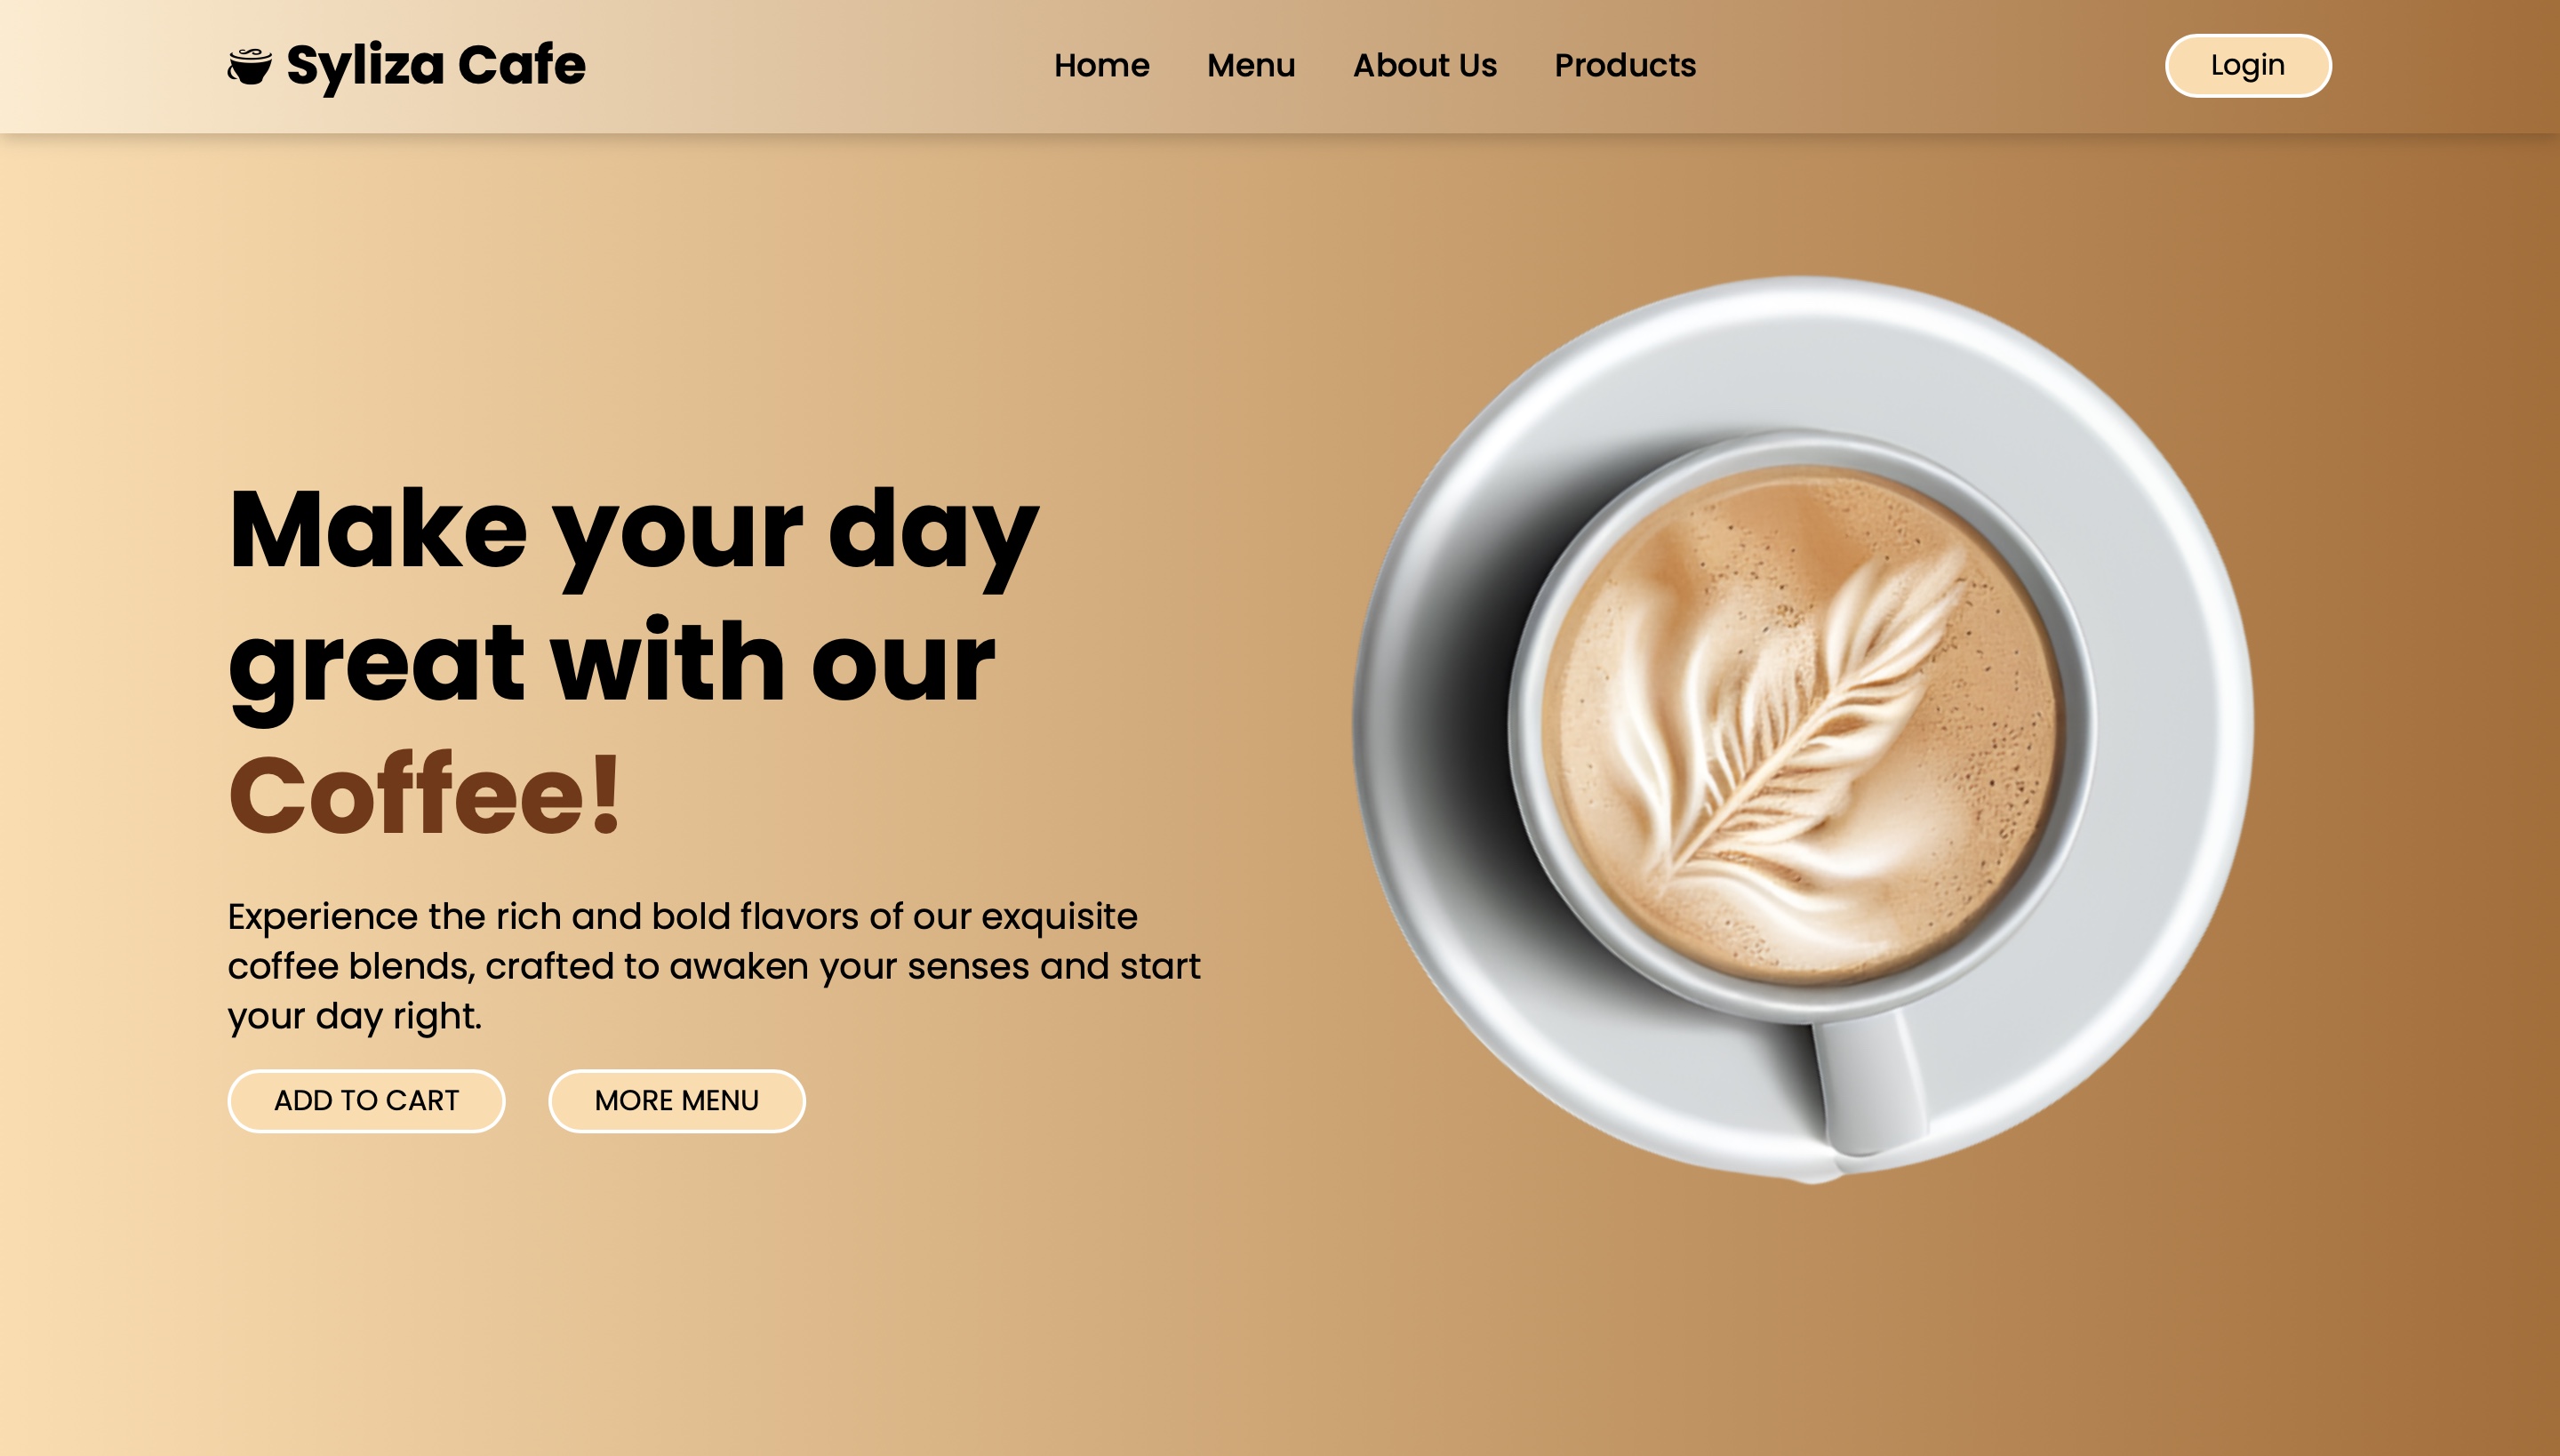 Syliza Cafe
Home
Menu
About Us
Products
Login
Make your day
great with our
Coffee!
Experience the rich and bold flavors of our exquisite
coffee blends, crafted to awaken your senses and start
your day right.
ADD TO CART
MORE MENU